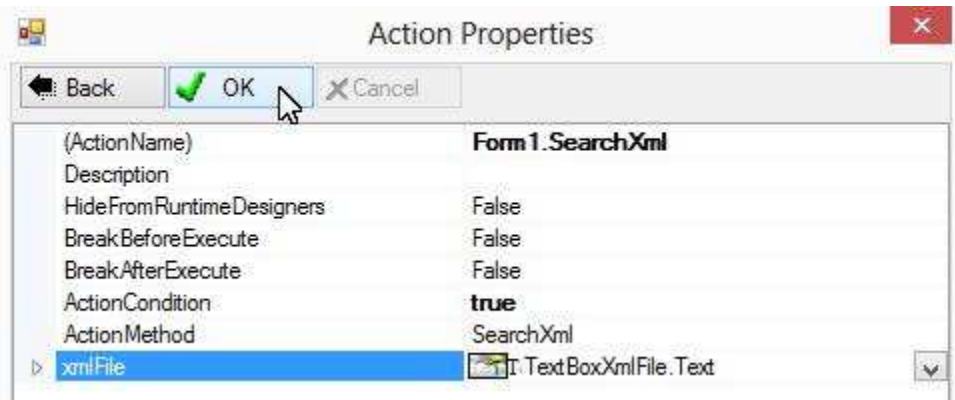 Action Properties
Back OK Cancel
(ActionName) Form1.SearchXml
Description
HideFromRuntimeDesigners False
BreakBeforeExecute False
BreakAfterExecute False
ActionCondition true
ActionMethod SearchXml
xmlFile T.TextBoxXmlFile.Text